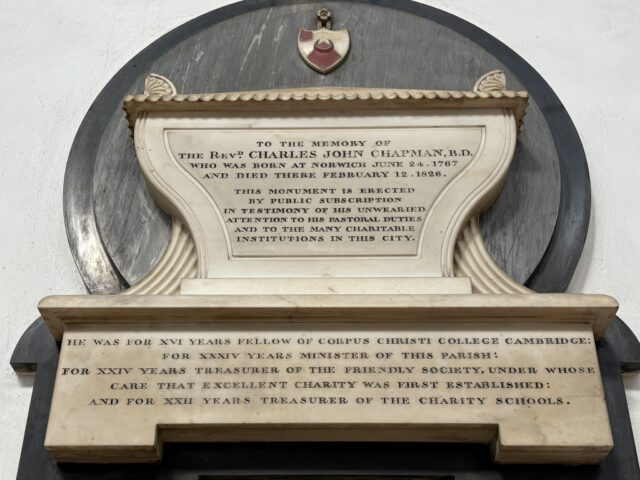 TO THE MEMORY OF
THE REVD CHARLES JOHN CHAPMAN, B.D.
WHO WAS BORN AT NORWICH JUNE 24. 1767
AND DIED THERE FEBRUARY 12. 1826.
THIS MONUMENT IS ERECTED
BY PUBLIC SUBSCRIPTION
IN TESTIMONY OF HIS UNWEARIED
ATTENTION TO HIS PASTORAL DUTIES
AND TO THE MANY CHARITABLE
INSTITUTIONS IN THIS CITY.
HE WAS FOR XVI YEARS FELLOW OF CORPUS CHRISTI COLLEGE CAMBRIDGE:
FOR XXXIV YEARS MINISTER OF THIS PARISH:
FOR XXIV YEARS TREASURER OF THE FRIENDLY SOCIETY, UNDER WHOSE
CARE THAT EXCELLENT CHARITY WAS FIRST ESTABLISHED:
AND FOR XXII YEARS TREASURER OF THE CHARITY SCHOOLS.